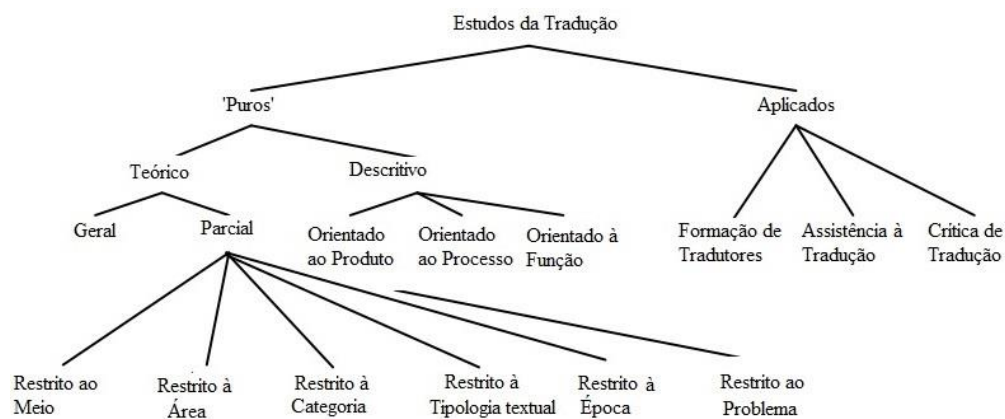 Estudos da Tradução
'Puros'
Aplicados
Teórico
Descritivo
Geral
Parcial
Orientado
ao Produto
Orientado
ao Processo
Orientado à
Função
Formação de
Tradutores
Assistência à
Tradução
Crítica de
Tradução
Restrito ao
Meio
Restrito à
Área
Restrito à
Categoria
Restrito à
Tipologia textual
Restrito à
Época
Restrito ao
Problema